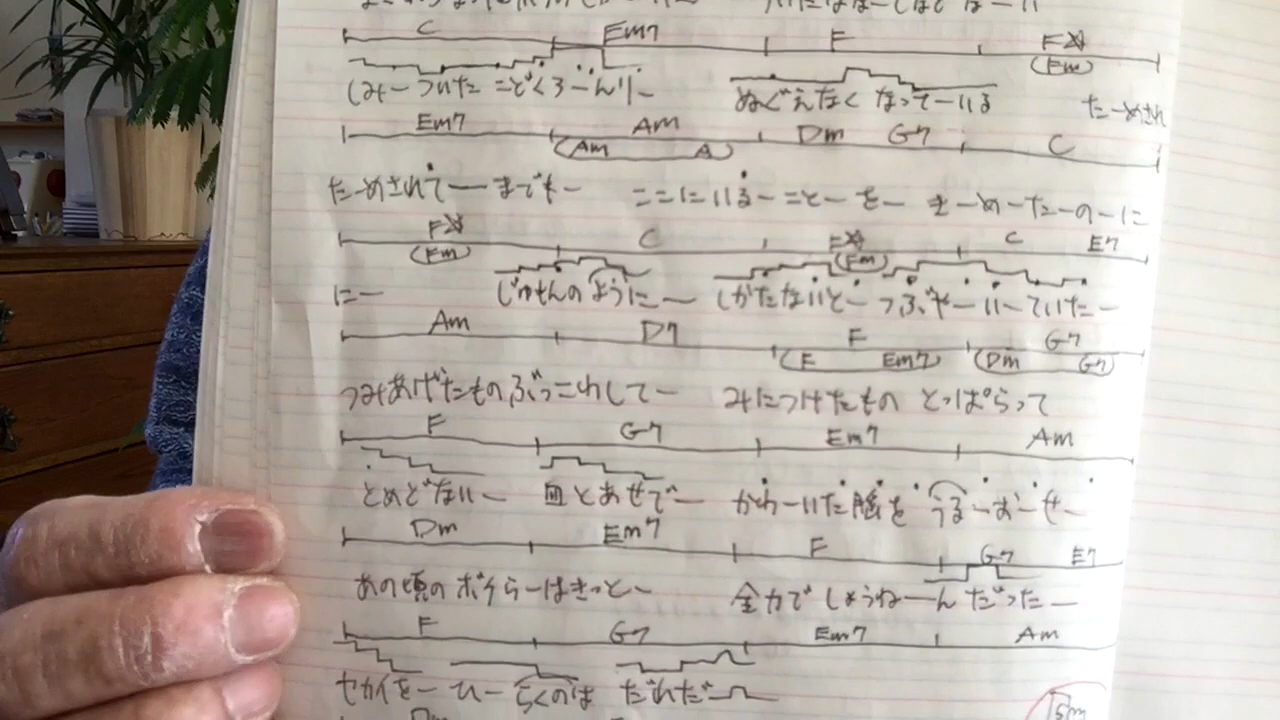 C Em7 F F (Em)
しみーついた こどくろーんりー ぬぐえなく なってーいる たーめされ
Em7 Am Dm G7 C
(Am A)
たーめされてーまでもー ここにいるーことーをー きーめーたーのーに
F C F C E7
(Fm) (Fm)
にー じゅもんのようにー しがたないとー つぶやーいーていたー
Am D7 F G7
(F Em7) (Dm G7)
つみあげたものぶっこわしてー みにつけたもの とっぱらって
F G7 Em7 Am
とめどないー 血とあせでー かわーいた脳を うるーおーせー
Dm Em7 F G7 E7
あの頃のボクらーはきっとー 全力でしょうねーんだったー
F G7 Em7 Am
セカイをーひーらくのは だれだー
Dm